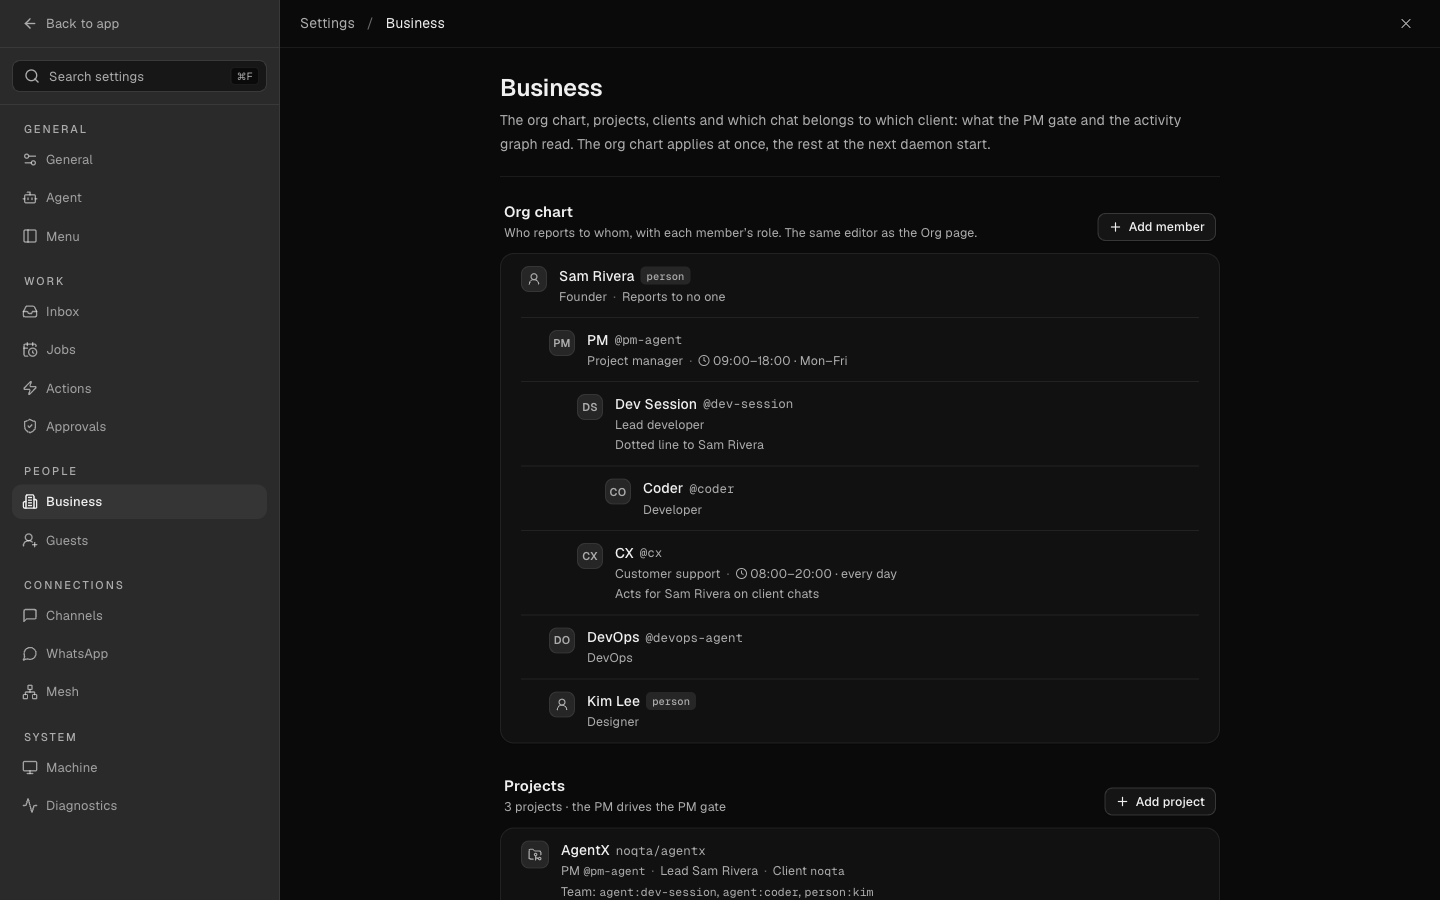 Back to app
Settings / Business
Search settings ⌘F
GENERAL
General
Agent
Menu
WORK
Inbox
Jobs
Actions
Approvals
PEOPLE
Business
Guests
CONNECTIONS
Channels
WhatsApp
Mesh
SYSTEM
Machine
Diagnostics
Business
The org chart, projects, clients and which chat belongs to which client: what the PM gate and the activity
graph read. The org chart applies at once, the rest at the next daemon start.
Org chart
Who reports to whom, with each member's role. The same editor as the Org page.
Add member
Sam Rivera person
Founder · Reports to no one
PM PM @pm-agent
Project manager · 09:00–18:00 · Mon–Fri
DS Dev Session @dev-session
Lead developer
Dotted line to Sam Rivera
CO Coder @coder
Developer
CX CX @cx
Customer support · 08:00–20:00 · every day
Acts for Sam Rivera on client chats
DO DevOps @devops-agent
DevOps
Kim Lee person
Designer
Projects
3 projects · the PM drives the PM gate
Add project
AgentX noqta/agentx
PM @pm-agent · Lead Sam Rivera · Client noqta
Team: agent:dev-session, agent:coder, person:kim